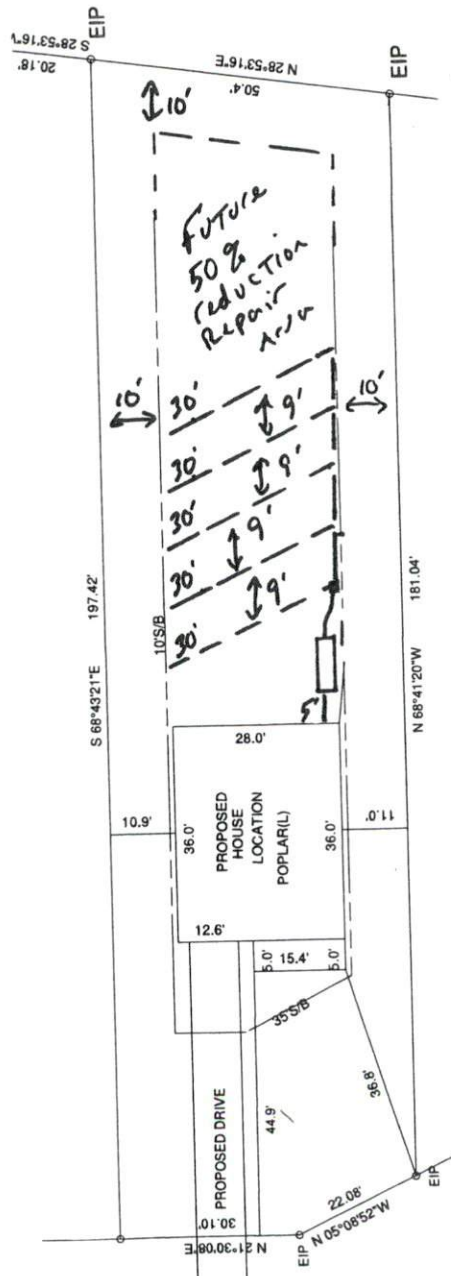 S 28°53'16"W
20.18'
EIP
N 28°53'16"E
50.4'
EIP
10'
Future
50%
reduction
Repair
Area
10'
10'
30'
9'
30'
9'
30'
9'
30'
9'
30'
10'S/B
S 68°43'21"E 197.42'
N 68°41'20"W 181.04'
5'
28.0'
10.9'
36.0'
PROPOSED
HOUSE
LOCATION
POPLAR(L)
36.0'
11.0'
12.6'
5.0'
15.4'
5.0'
35'S/B
PROPOSED DRIVE
44.9'
36.8'
N 21°30'08"E
30.10'
EIP
22.08'
N 05°08'52"W
EIP